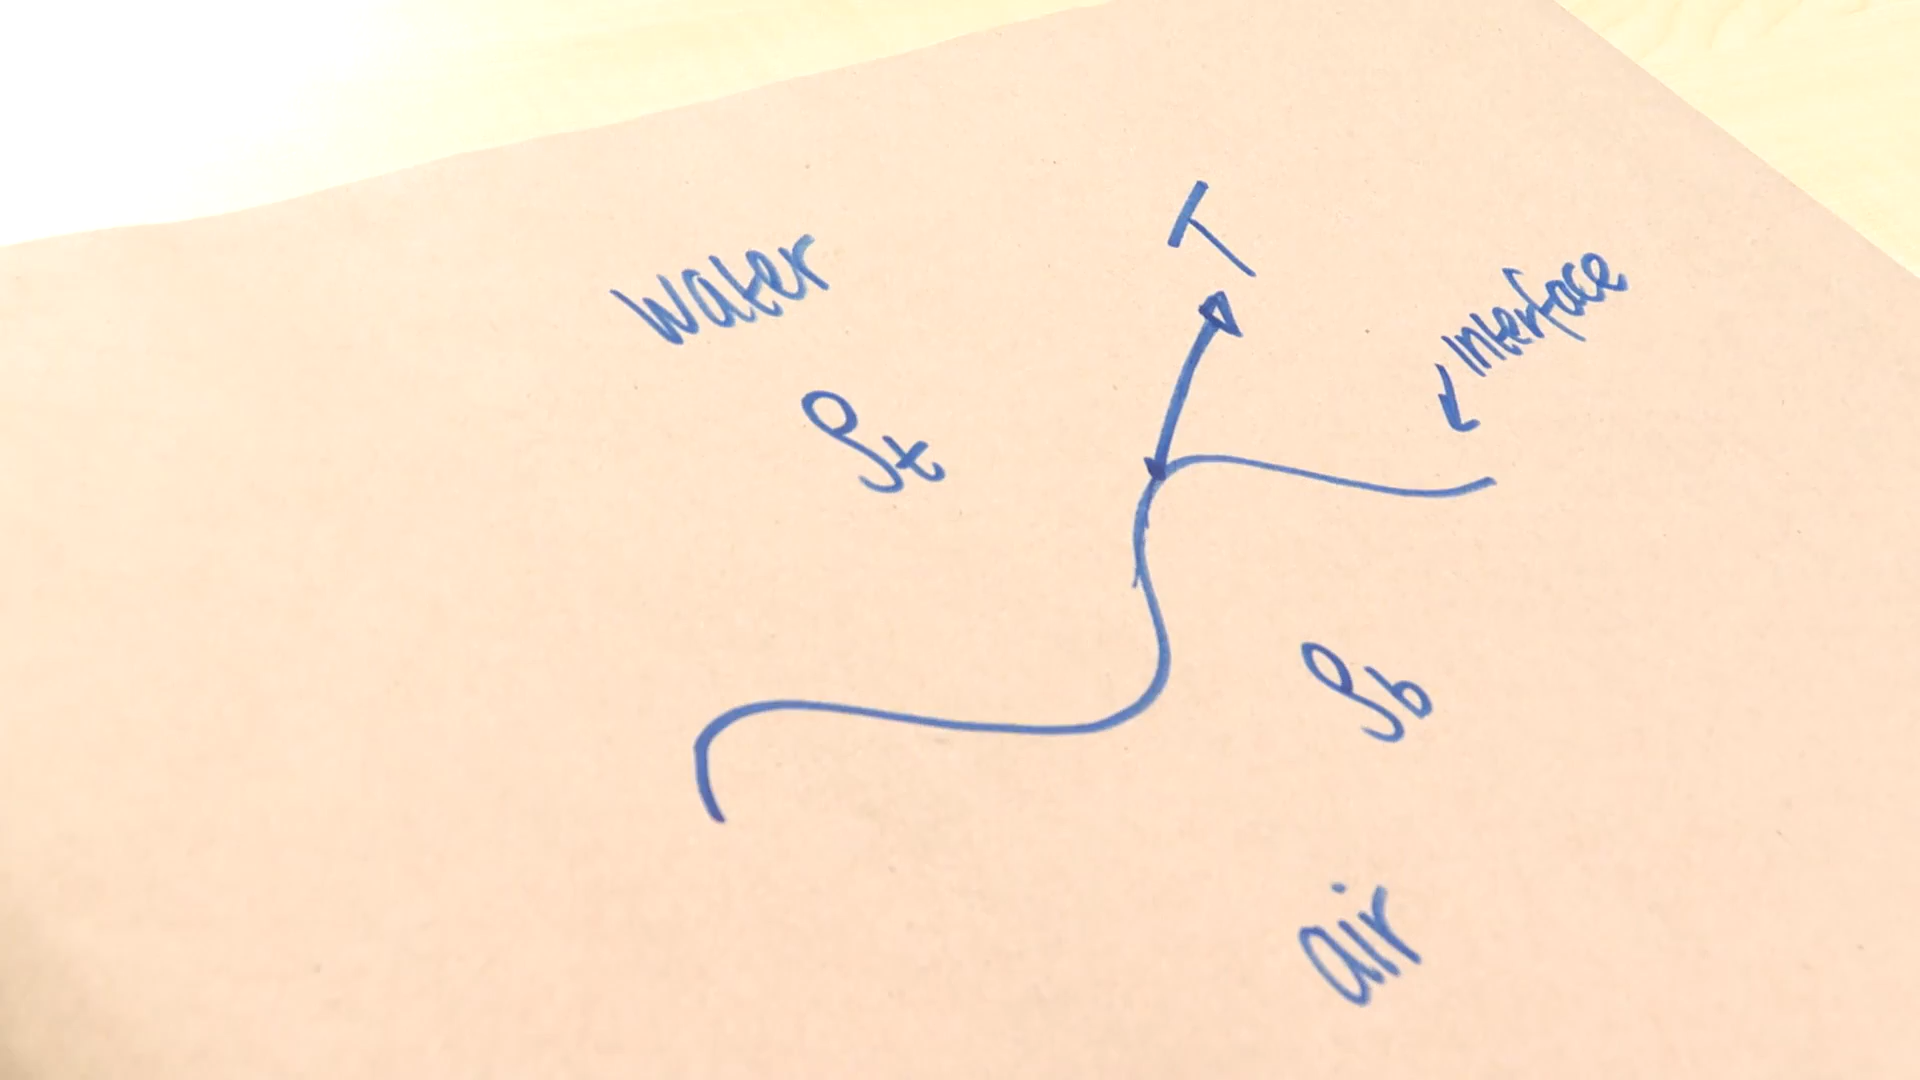 water
ρt
T
Interface
ρb
air